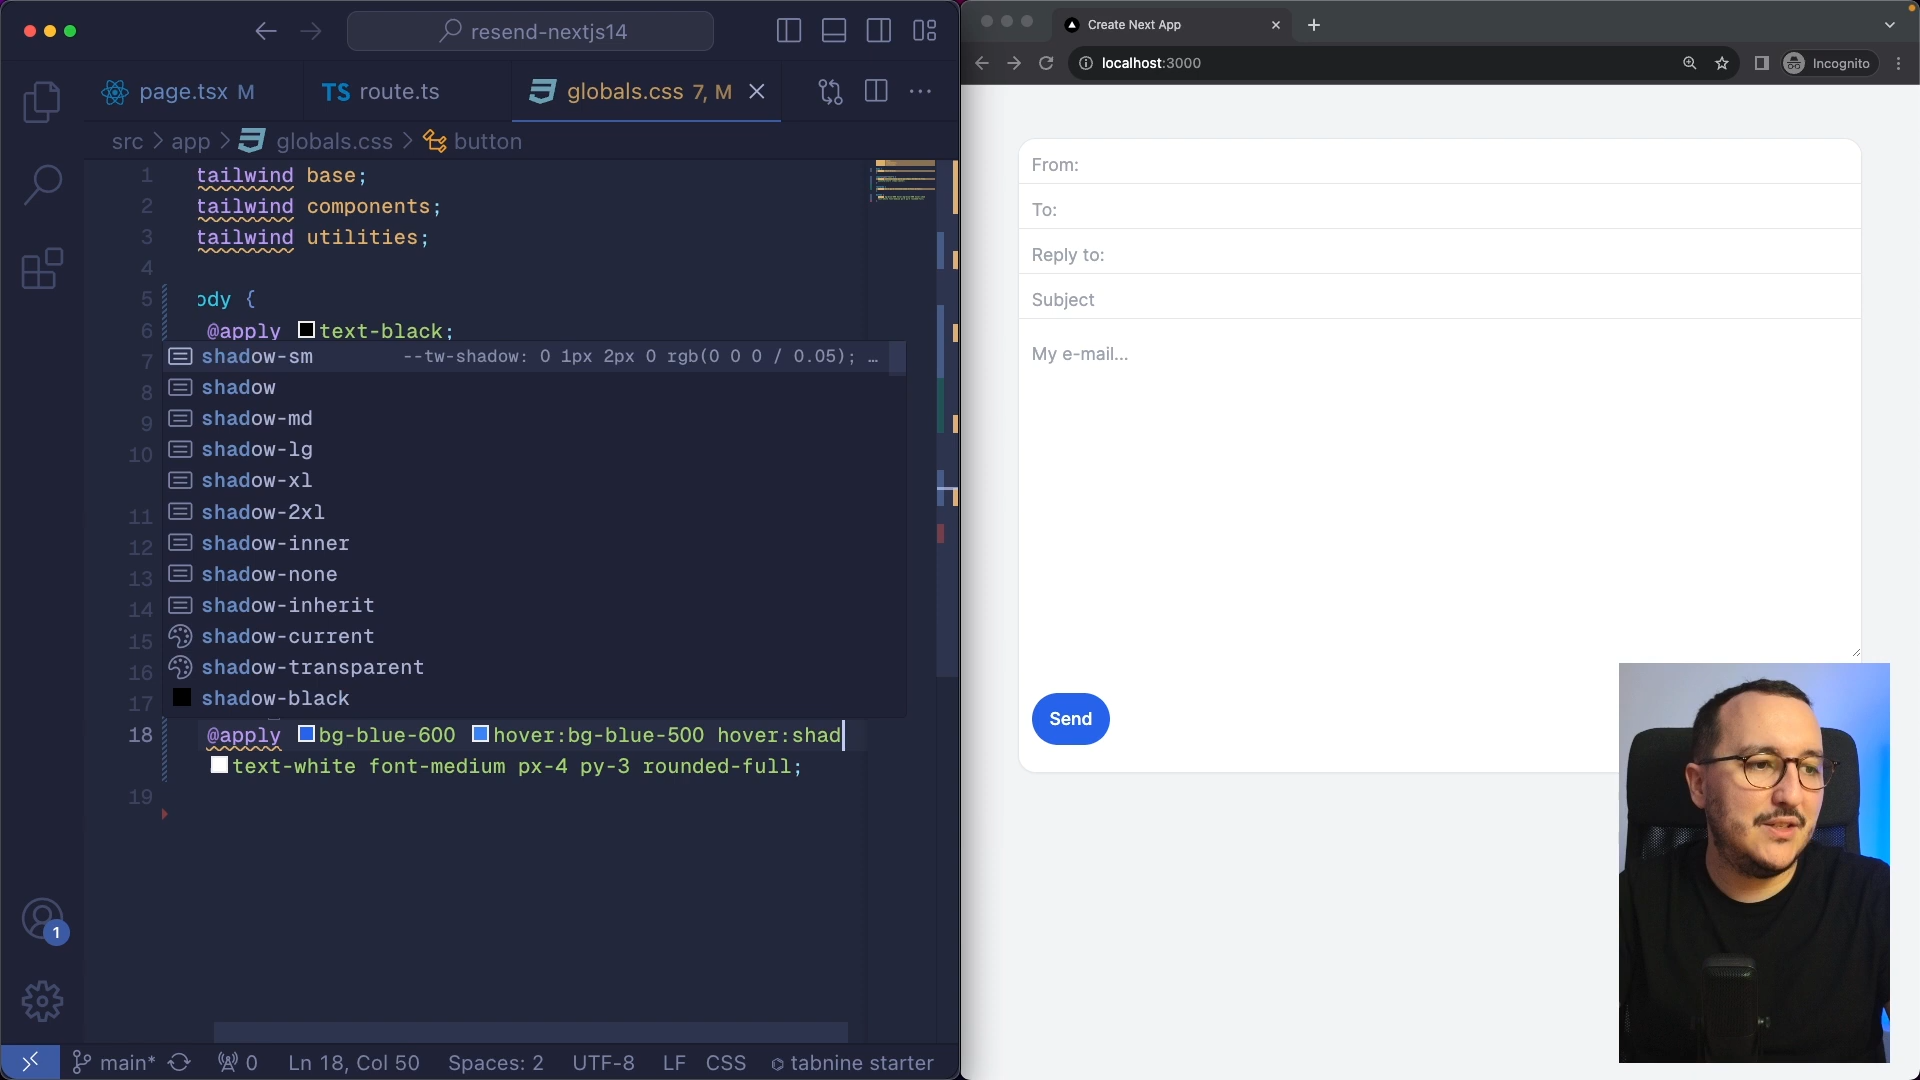 resend-nextjs14
page.tsx M
TS route.ts
globals.css 7, M
src > app > globals.css > button
1 tailwind base;
2 tailwind components;
3 tailwind utilities;
4
5 ody {
6 @apply text-black;
7
8
9
10
11
12
13
14
15
16
17
shadow-sm --tw-shadow: 0 1px 2px 0 rgb(0 0 0 / 0.05); …
shadow
shadow-md
shadow-lg
shadow-xl
shadow-2xl
shadow-inner
shadow-none
shadow-inherit
shadow-current
shadow-transparent
shadow-black
18 @apply bg-blue-600 hover:bg-blue-500 hover:shad
text-white font-medium px-4 py-3 rounded-full;
19
1
main* 0 Ln 18, Col 50 Spaces: 2 UTF-8 LF CSS tabnine starter
Create Next App
localhost:3000
Incognito
From:
To:
Reply to:
Subject
My e-mail...
Send